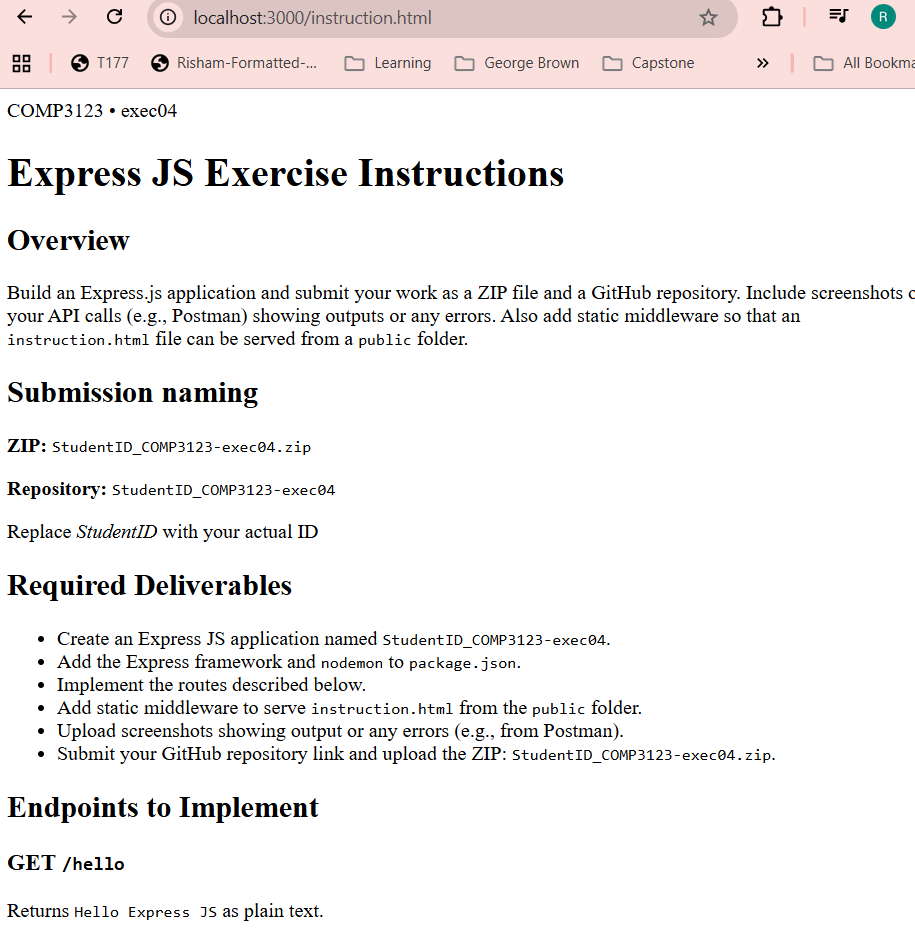 localhost:3000/instruction.html
R
T177 Risham-Formatted-... Learning George Brown Capstone » All Bookma
COMP3123 • exec04
Express JS Exercise Instructions
Overview
Build an Express.js application and submit your work as a ZIP file and a GitHub repository. Include screenshots
your API calls (e.g., Postman) showing outputs or any errors. Also add static middleware so that an
instruction.html file can be served from a public folder.
Submission naming
ZIP: StudentID_COMP3123-exec04.zip
Repository: StudentID_COMP3123-exec04
Replace StudentID with your actual ID
Required Deliverables
• Create an Express JS application named StudentID_COMP3123-exec04.
• Add the Express framework and nodemon to package.json.
• Implement the routes described below.
• Add static middleware to serve instruction.html from the public folder.
• Upload screenshots showing output or any errors (e.g., from Postman).
• Submit your GitHub repository link and upload the ZIP: StudentID_COMP3123-exec04.zip.
Endpoints to Implement
GET /hello
Returns Hello Express JS as plain text.